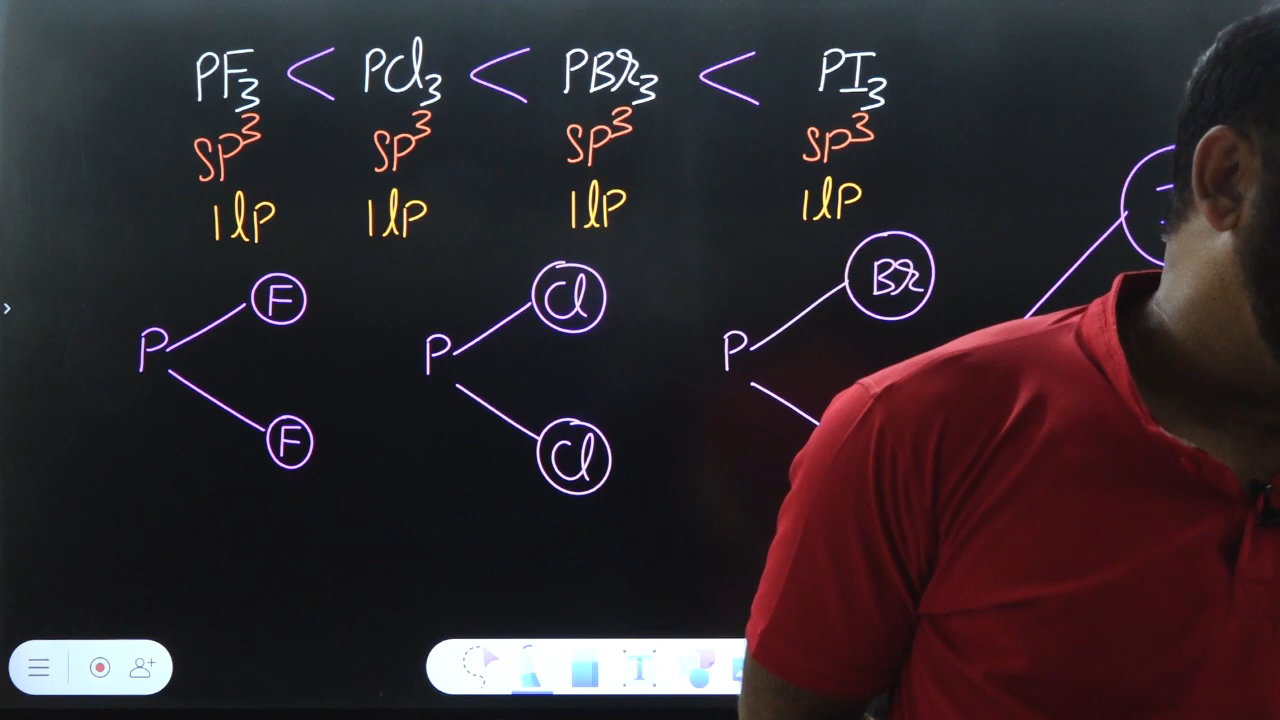 PF3 < PCl3 < PBr3 < PI3
sp3 sp3 sp3 sp3
1lp 1lp 1lp 1lp
F Cl Br
P P P
F Cl
T